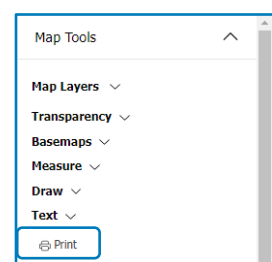 Map Tools
Map Layers
Transparency
Basemaps
Measure
Draw
Text
Print